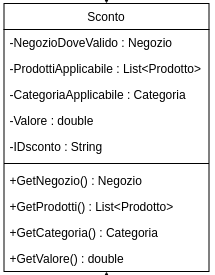 Sconto
-NegozioDoveValido : Negozio
-ProdottiApplicabile : List<Prodotto>
-CategoriaApplicabile : Categoria
-Valore : double
-IDsconto : String
+GetNegozio() : Negozio
+GetProdotti() : List<Prodotto>
+GetCategoria() : Categoria
+GetValore() : double